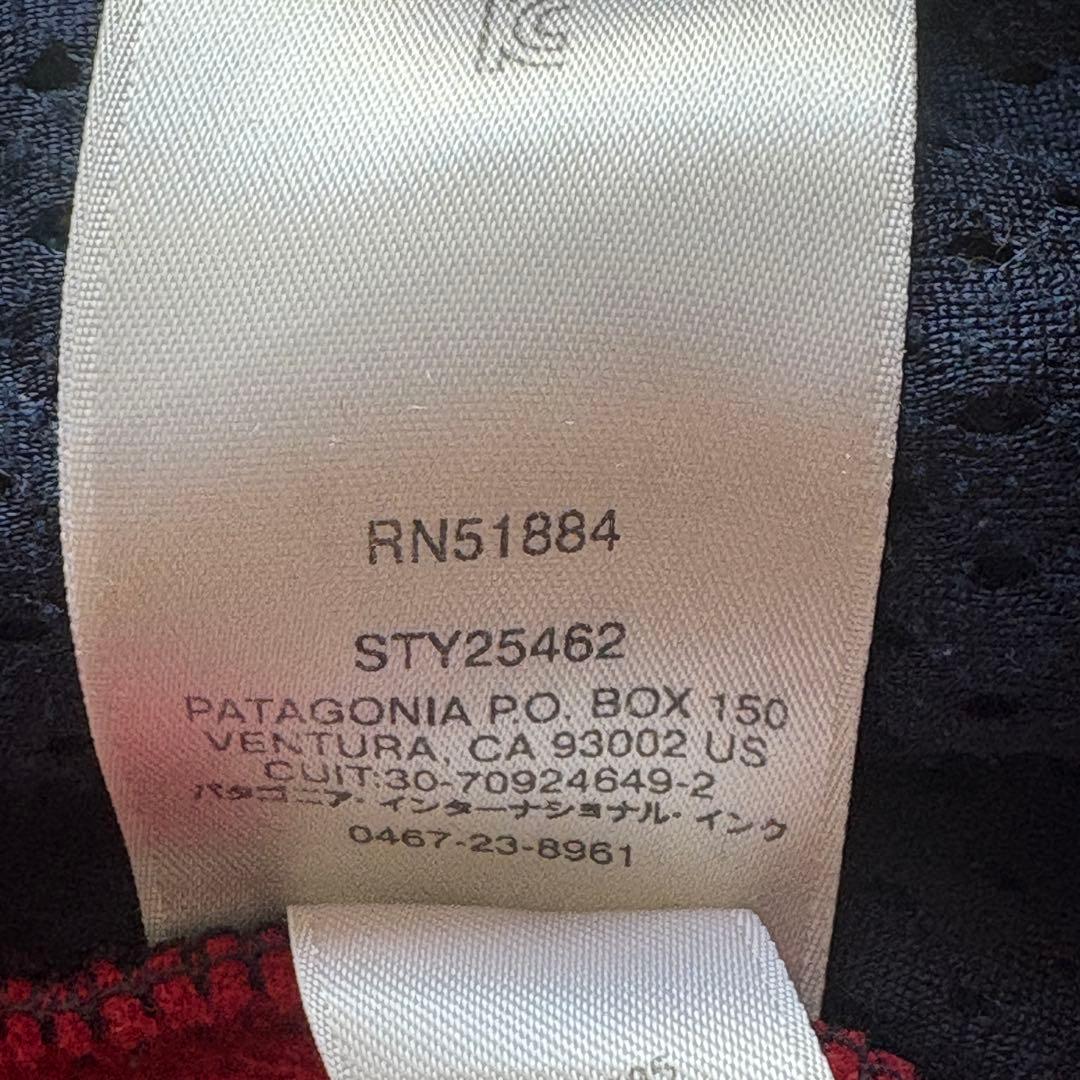 RN51884
STY25462
PATAGONIA P.O. BOX 150
VENTURA, CA 93002 US
CUIT:30-70924649-2
パタゴニア・インターナショナル・インク
0467-23-8961